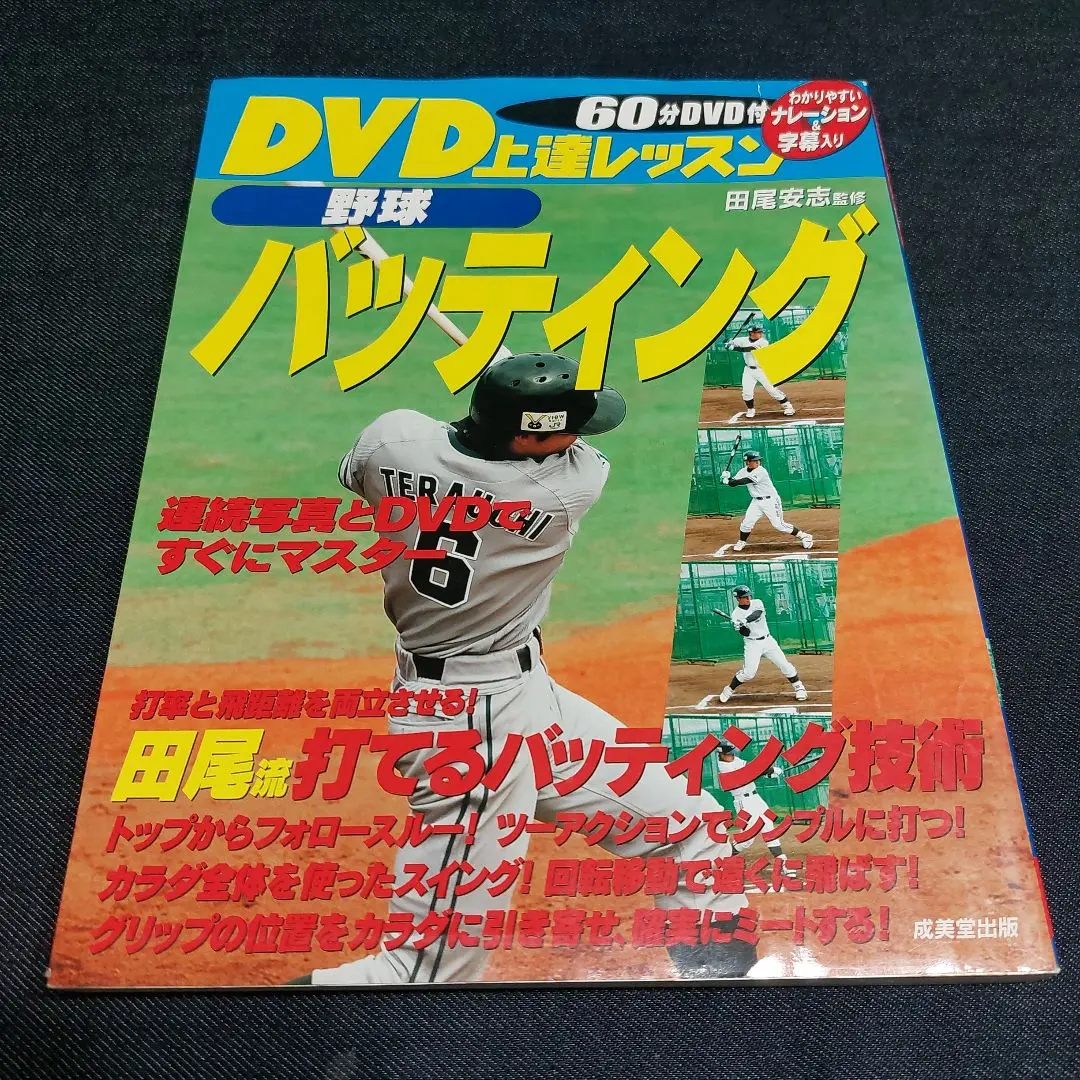 60分DVD付
わかりやすい
ナレーション
&
字幕入り
DVD上達レッスン
野球
田尾安志監修
バッティング
TERAUCHI
6
連続写真とDVDで
すぐにマスター
打率と飛距離を両立させる!
田尾流打てるバッティング技術
トップからフォロースルー! ツーアクションでシンプルに打つ!
カラダ全体を使ったスイング! 回転移動で遠くに飛ばす!
グリップの位置をカラダに引き寄せ、確実にミートする!
成美堂出版